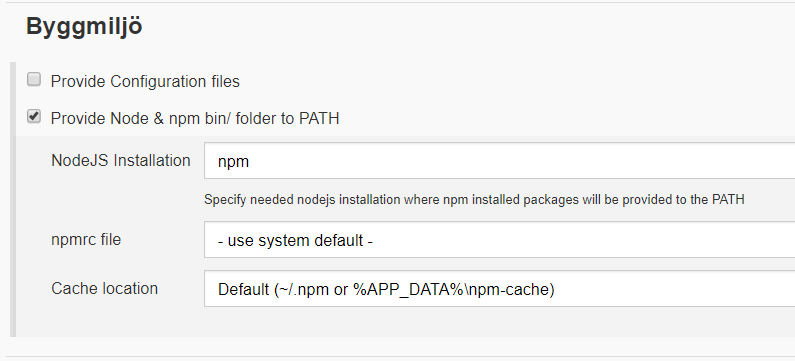 Byggmiljö
Provide Configuration files
Provide Node & npm bin/ folder to PATH
NodeJS Installation npm
Specify needed nodejs installation where npm installed packages will be provided to the PATH
npmrc file - use system default -
Cache location Default (~/.npm or %APP_DATA%\npm-cache)